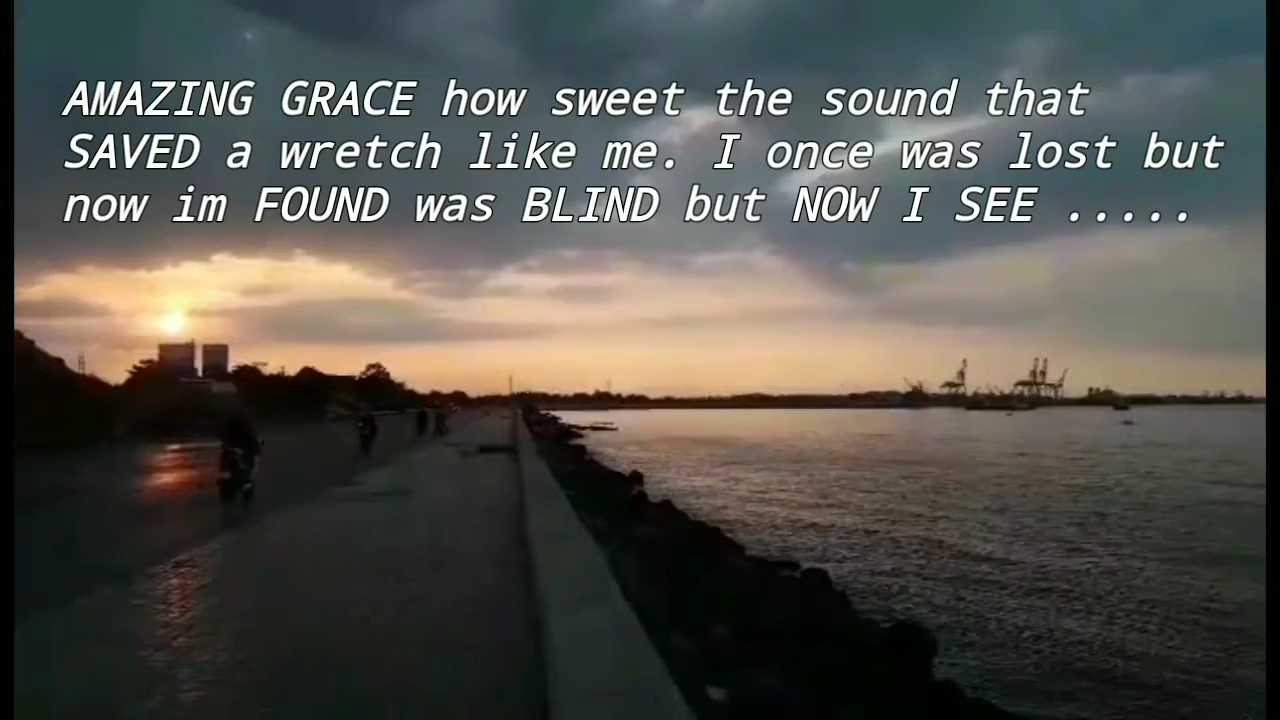 AMAZING GRACE how sweet the sound that
SAVED a wretch like me. I once was lost but
now im FOUND was BLIND but NOW I SEE .....